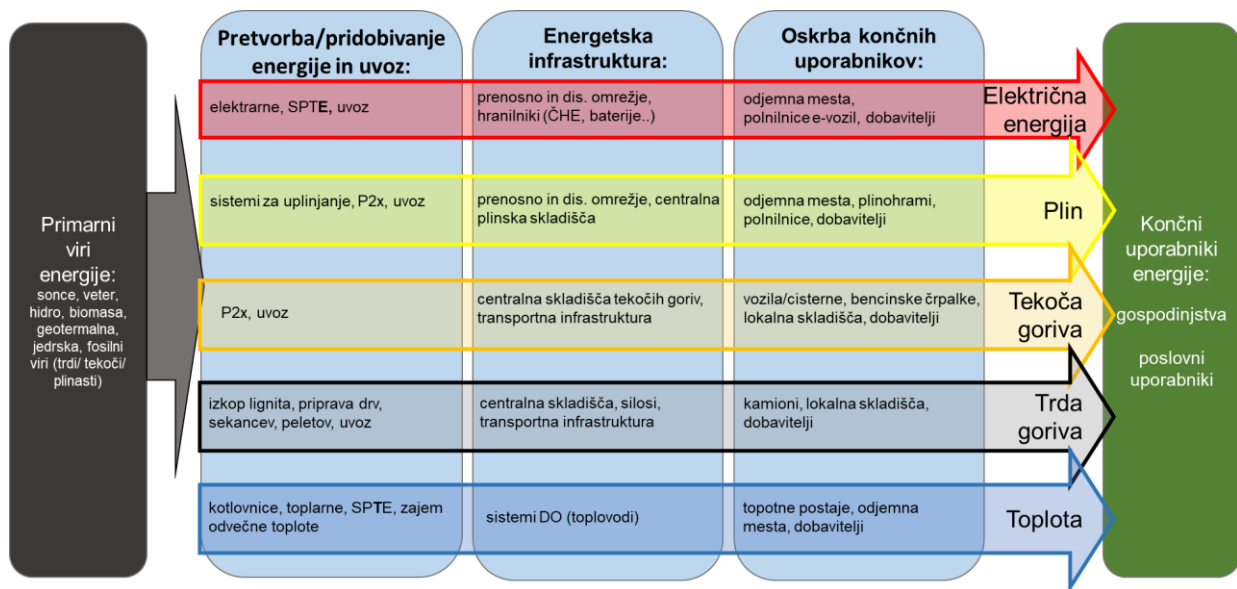 Primarni
viri
energije:
sonce, veter,
hidro, biomasa,
geotermalna,
jedrska, fosilni
viri (trdi/ tekoči/
plinasti)
Pretvorba/pridobivanje
energije in uvoz:
Energetska
infrastruktura:
Oskrba končnih
uporabnikov:
elektrarne, SPTE, uvoz
prenosno in dis. omrežje,
hranilniki (ČHE, baterije..)
odjemna mesta,
polnilnice e-vozil, dobavitelji
Električna
energija
sistemi za uplinjanje, P2x, uvoz
prenosno in dis. omrežje, centralna
plinska skladišča
odjemna mesta, plinohrami,
polnilnice, dobavitelji
Plin
P2x, uvoz
centralna skladišča tekočih goriv,
transportna infrastruktura
vozila/cisterne, bencinske črpalke,
lokalna skladišča, dobavitelji
Tekoča
goriva
izkop lignita, priprava drv,
sekancev, peletov, uvoz
centralna skladišča, silosi,
transportna infrastruktura
kamioni, lokalna skladišča,
dobavitelji
Trda
goriva
kotlovnice, toplarne, SPTE, zajem
odvečne toplote
sistemi DO (toplovodi)
topotne postaje, odjemna
mesta, dobavitelji
Toplota
Končni
uporabniki
energije:
gospodinjstva
poslovni
uporabniki